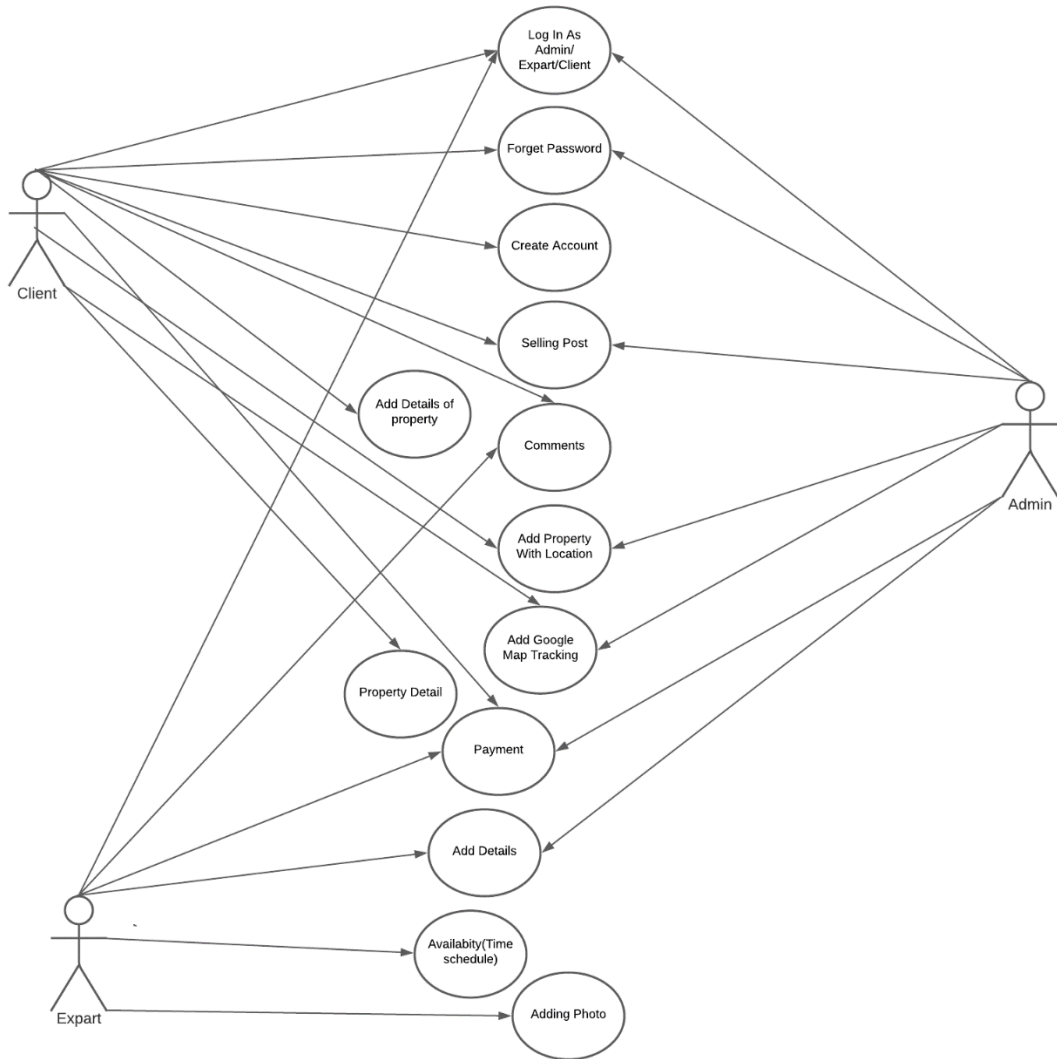 Log In As
Admin/
Expart/Client
Forget Password
Create Account
Client
Selling Post
Add Details of
property
Comments
Admin
Add Property
With Location
Add Google
Map Tracking
Property Detail
Payment
Add Details
Availabity(Time
schedule)
Adding Photo
Expart